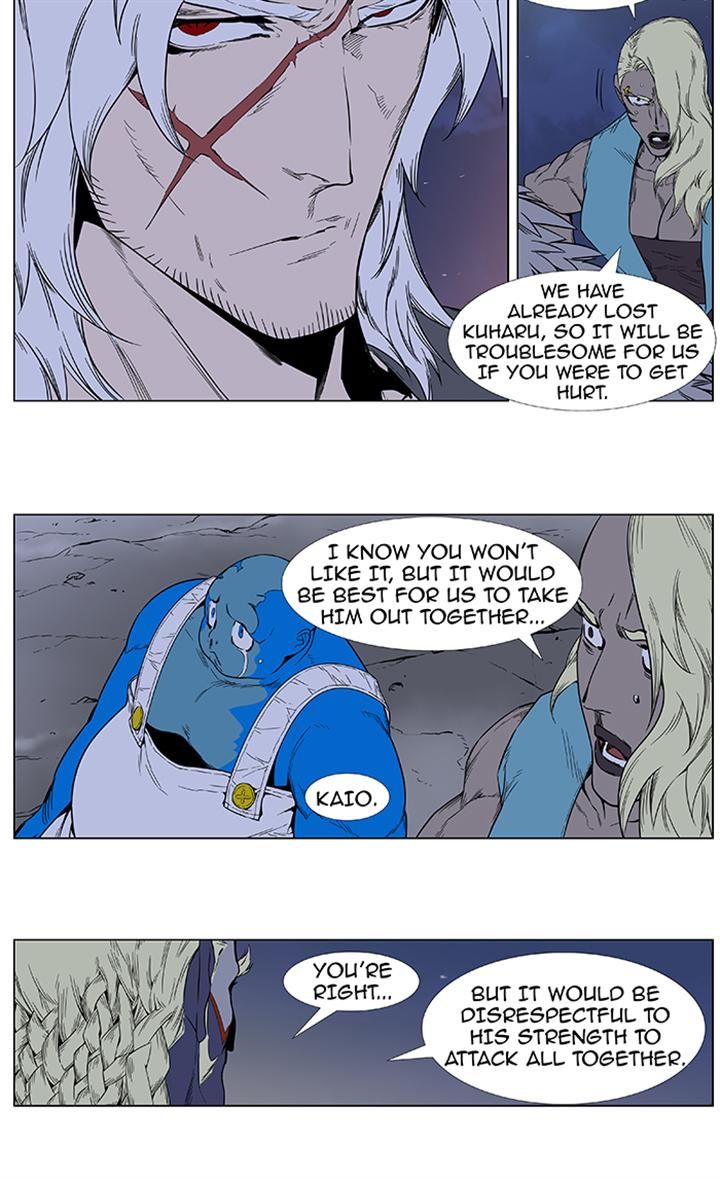 WE HAVE
ALREADY LOST
KUHARU, SO IT WILL BE
TROUBLESOME FOR US
IF YOU WERE TO GET
HURT.
I KNOW YOU WON'T
LIKE IT, BUT IT WOULD
BE BEST FOR US TO TAKE
HIM OUT TOGETHER...
KAIO.
YOU'RE
RIGHT...
BUT IT WOULD BE
DISRESPECTFUL TO
HIS STRENGTH TO
ATTACK ALL TOGETHER.